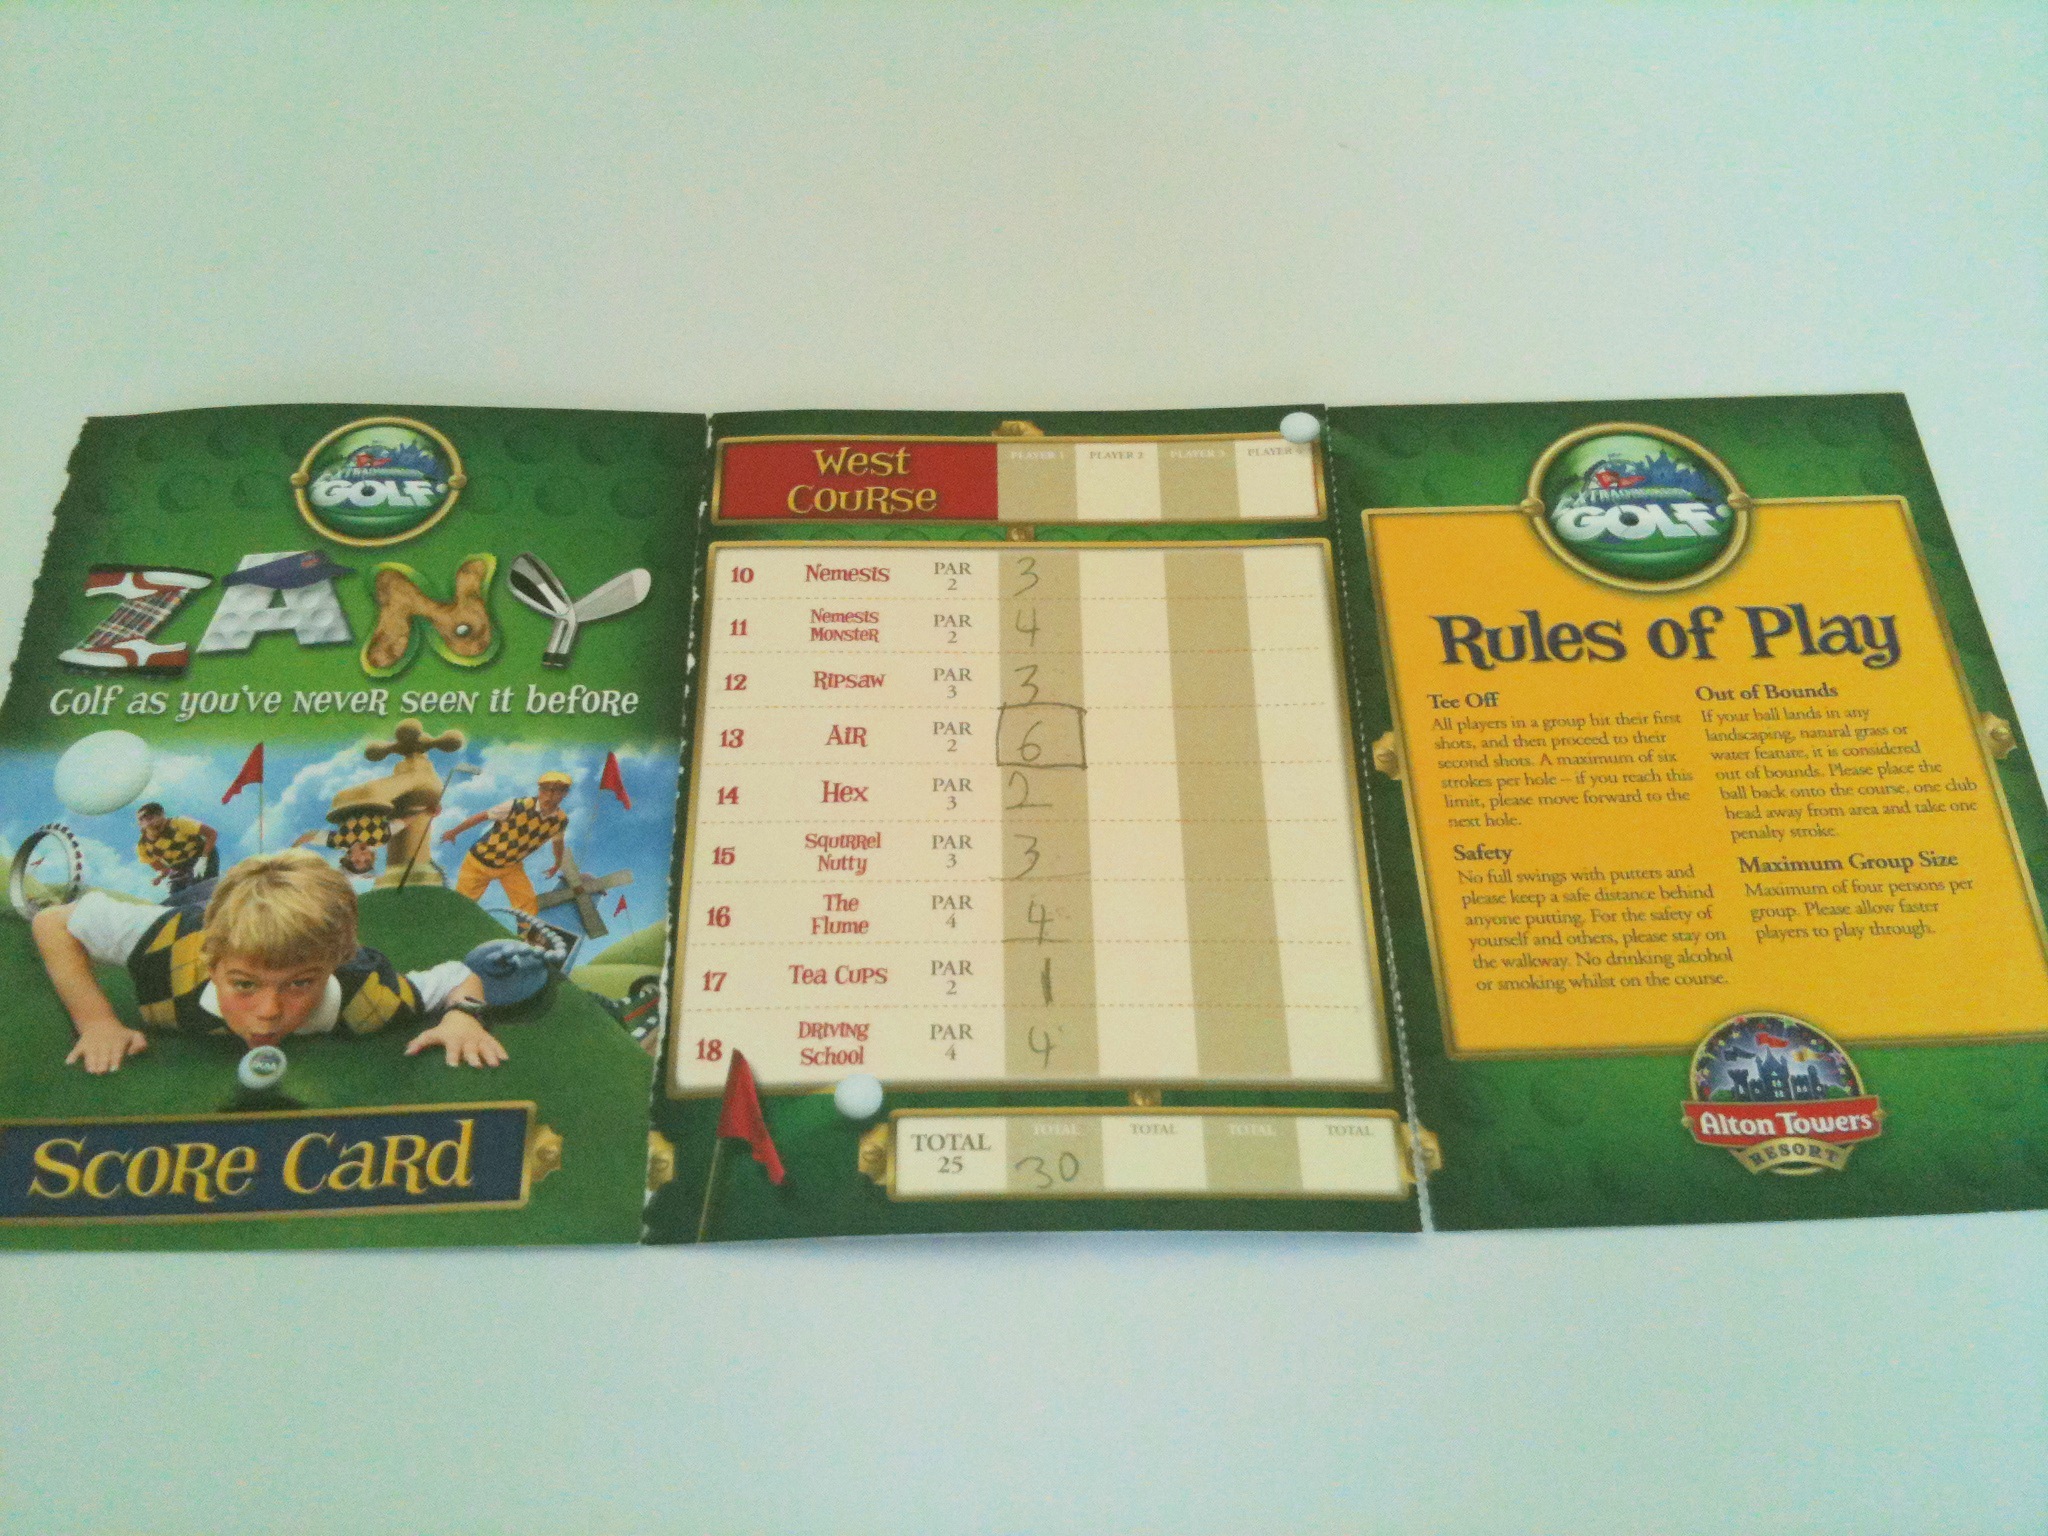 EXTRAORDINARY
GOLF
ZANY
Golf as you've never seen it before
Score Card
West
Course
PLAYER 1 PLAYER 2 PLAYER 3 PLAYER 4
10 Nemesis PAR 2 3
11 Nemesis Monster PAR 2 4
12 Ripsaw PAR 3 3
13 Air PAR 2 6
14 Hex PAR 3 2
15 Squirrel Nutty PAR 3 3
16 The Flume PAR 4 4
17 Tea Cups PAR 2 1
18 Driving School PAR 4 4
TOTAL 25 TOTAL TOTAL TOTAL TOTAL
30
EXTRAORDINARY
GOLF
Rules of Play
Tee Off
All players in a group hit their first
shots, and then proceed to their
second shots. A maximum of six
strokes per hole – if you reach this
limit, please move forward to the
next hole.
Safety
No full swings with putters and
please keep a safe distance behind
anyone putting. For the safety of
yourself and others, please stay on
the walkway. No drinking alcohol
or smoking whilst on the course.
Out of Bounds
If your ball lands in any
landscaping, natural grass or
water feature, it is considered
out of bounds. Please place the
ball back onto the course, one club
head away from area and take one
penalty stroke.
Maximum Group Size
Maximum of four persons per
group. Please allow faster
players to play through.
Alton Towers
RESORT